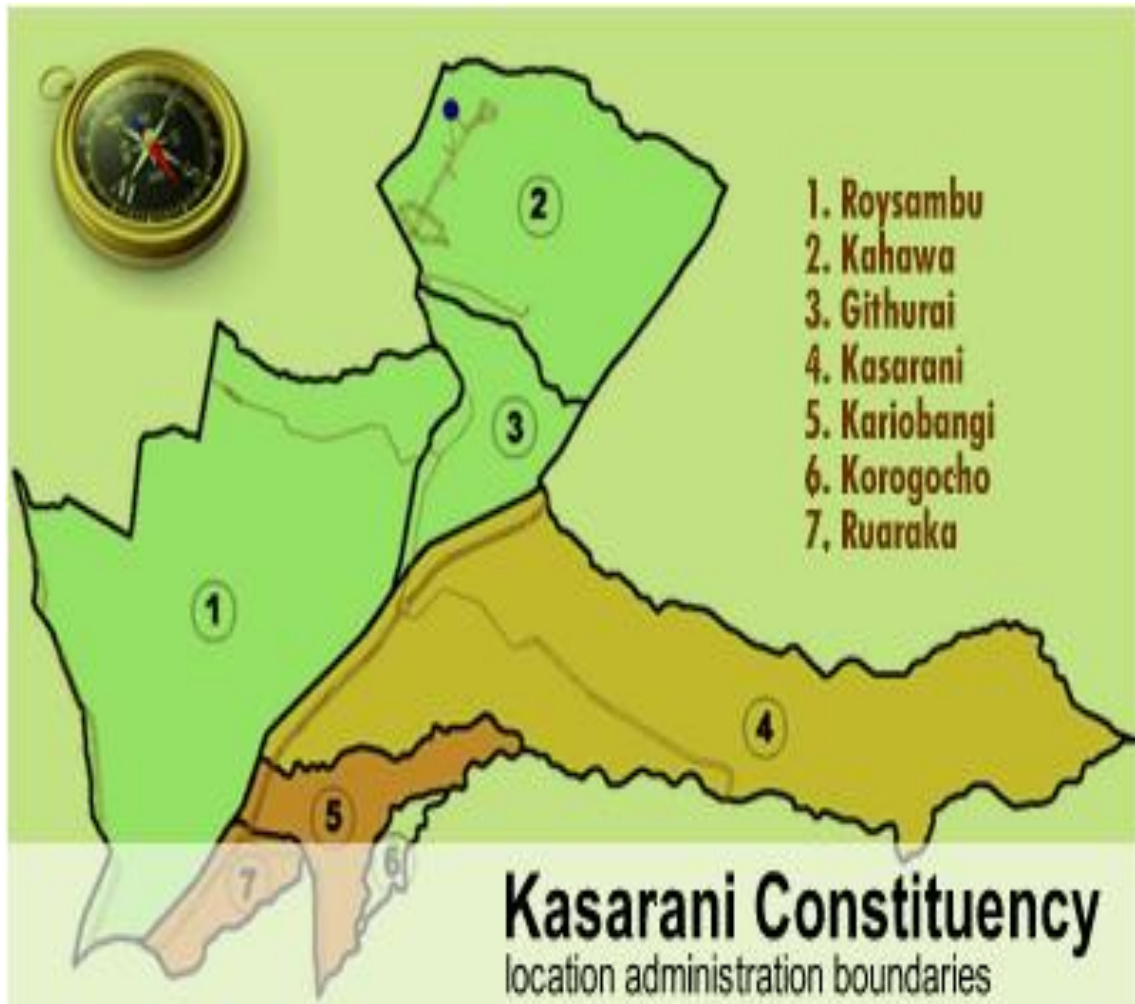 1. Roysambu
2. Kahawa
3. Githurai
4. Kasarani
5. Kariobangi
6. Korogocho
7. Ruaraka
2
3
1
4
5
6
7
Kasarani Constituency
location administration boundaries